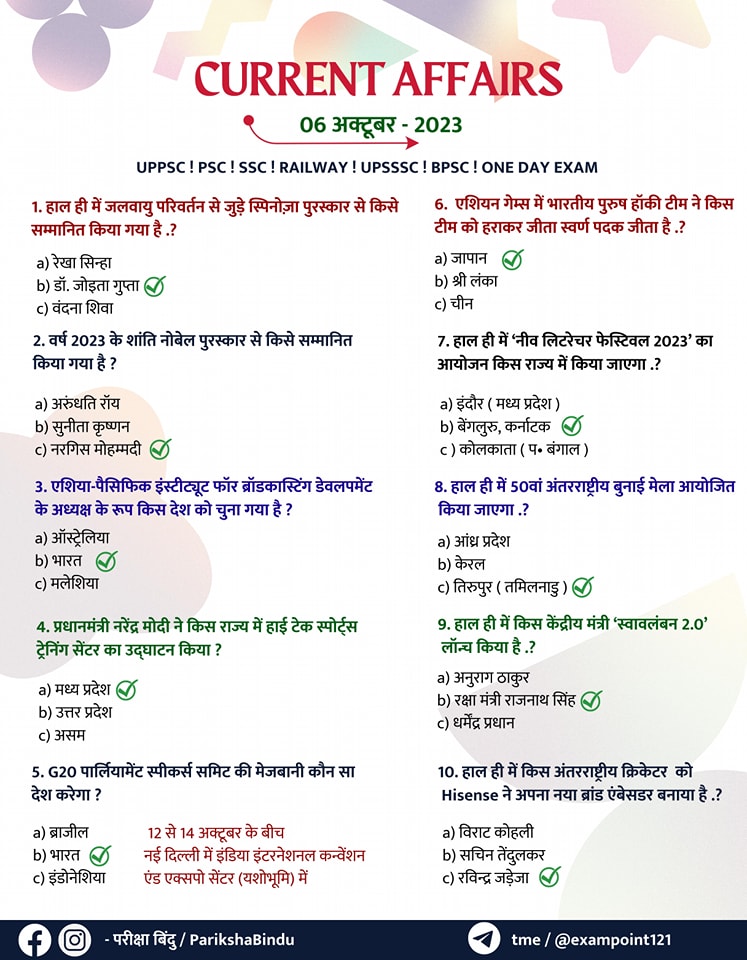 CURRENT AFFAIRS
06 अक्टूबर - 2023
UPPSC ! PSC ! SSC ! RAILWAY ! UPSSSC ! BPSC ! ONE DAY EXAM
1. हाल ही में जलवायु परिवर्तन से जुड़े स्पिनोज़ा पुरस्कार से किसे
सम्मानित किया गया है .?
a) रेखा सिन्हा
b) डॉ. जोइता गुप्ता
c) वंदना शिवा
2. वर्ष 2023 के शांति नोबेल पुरस्कार से किसे सम्मानित
किया गया है ?
a) अरुंधति रॉय
b) सुनीता कृष्णन
c) नरगिस मोहम्मदी
3. एशिया-पैसिफिक इंस्टीट्यूट फॉर ब्रॉडकास्टिंग डेवलपमेंट
के अध्यक्ष के रूप किस देश को चुना गया है ?
a) ऑस्ट्रेलिया
b) भारत
c) मलेशिया
4. प्रधानमंत्री नरेंद्र मोदी ने किस राज्य में हाई टेक स्पोर्ट्स
ट्रेनिंग सेंटर का उद्घाटन किया ?
a) मध्य प्रदेश
b) उत्तर प्रदेश
c) असम
5. G20 पार्लियामेंट स्पीकर्स समिट की मेजबानी कौन सा
देश करेगा ?
a) ब्राजील
b) भारत
c) इंडोनेशिया
12 से 14 अक्टूबर के बीच
नई दिल्ली में इंडिया इंटरनेशनल कन्वेंशन
एंड एक्सपो सेंटर (यशोभूमि) में
6. एशियन गेम्स में भारतीय पुरुष हॉकी टीम ने किस
टीम को हराकर जीता स्वर्ण पदक जीता है .?
a) जापान
b) श्री लंका
c) चीन
7. हाल ही में ‘नीव लिटरेचर फेस्टिवल 2023’ का
आयोजन किस राज्य में किया जाएगा .?
a) इंदौर ( मध्य प्रदेश )
b) बेंगलुरु, कर्नाटक
c ) कोलकाता ( प• बंगाल )
8. हाल ही में 50वां अंतरराष्ट्रीय बुनाई मेला आयोजित
किया जाएगा .?
a) आंध्र प्रदेश
b) केरल
c) तिरुपुर ( तमिलनाडु )
9. हाल ही में किस केंद्रीय मंत्री ‘स्वावलंबन 2.0’
लॉन्च किया है .?
a) अनुराग ठाकुर
b) रक्षा मंत्री राजनाथ सिंह
c) धर्मेंद्र प्रधान
10. हाल ही में किस अंतरराष्ट्रीय क्रिकेटर को
Hisense ने अपना नया ब्रांड एंबेसडर बनाया है .?
a) विराट कोहली
b) सचिन तेंदुलकर
c) रविन्द्र जड़ेजा
- परीक्षा बिंदु / ParikshaBindu
tme / @exampoint121